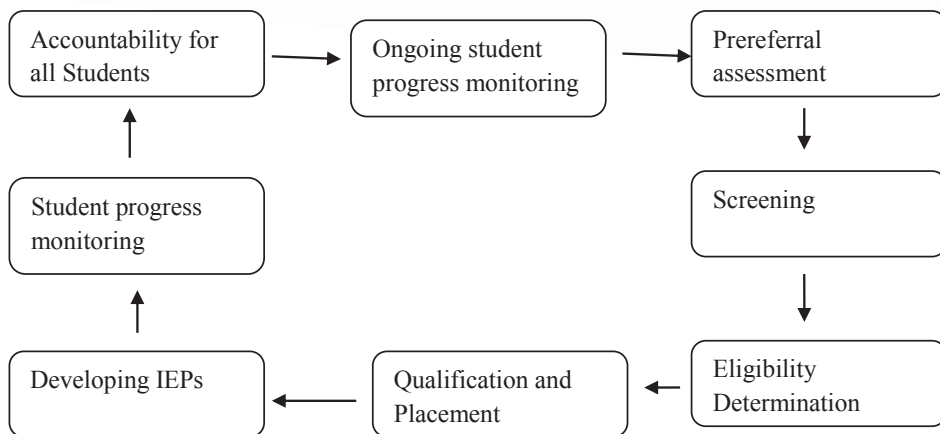 Accountability for
all Students
Ongoing student
progress monitoring
Prereferral
assessment
Screening
Eligibility
Determination
Qualification and
Placement
Developing IEPs
Student progress
monitoring